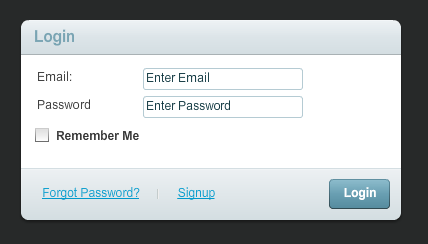 Login
Email: Enter Email
Password Enter Password
Remember Me
Forgot Password? | Signup Login